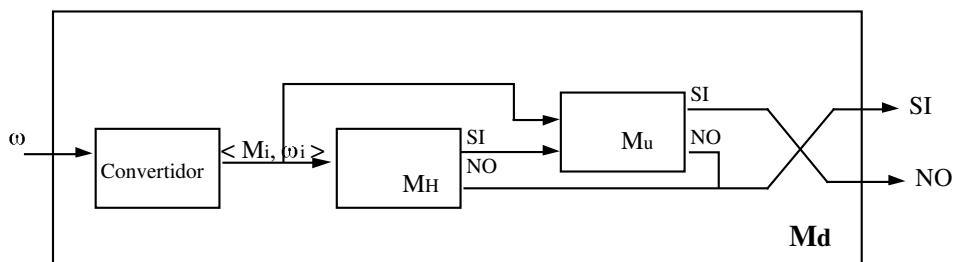 ω
Convertidor
< Mi, ωi >
MH
SI
NO
Mu
SI
NO
SI
NO
Md